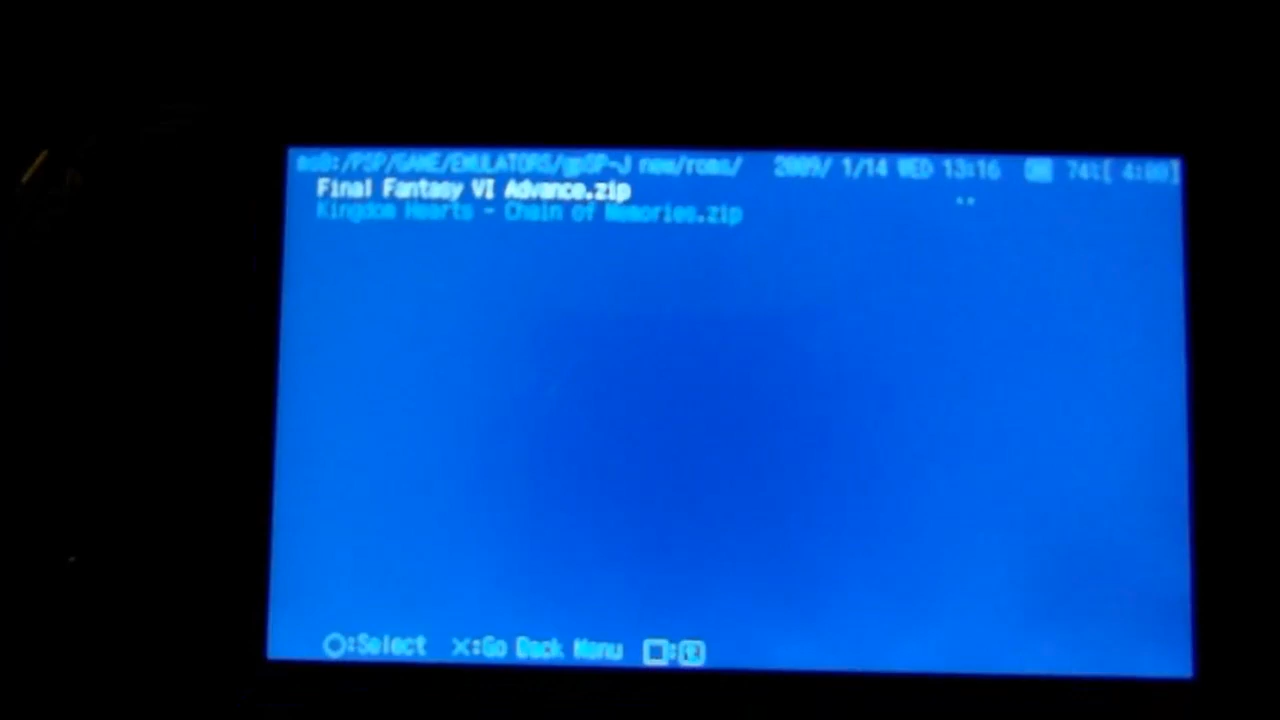 ms0:/PSP/GAME/EMULATORS/gpSP-J new/roms/ 2009/ 1/14 WED 13:16 74%[ 4:00]
Final Fantasy VI Advance.zip ..
Kingdom Hearts - Chain of Memories.zip
○:Select ×:Go Back Menu □: